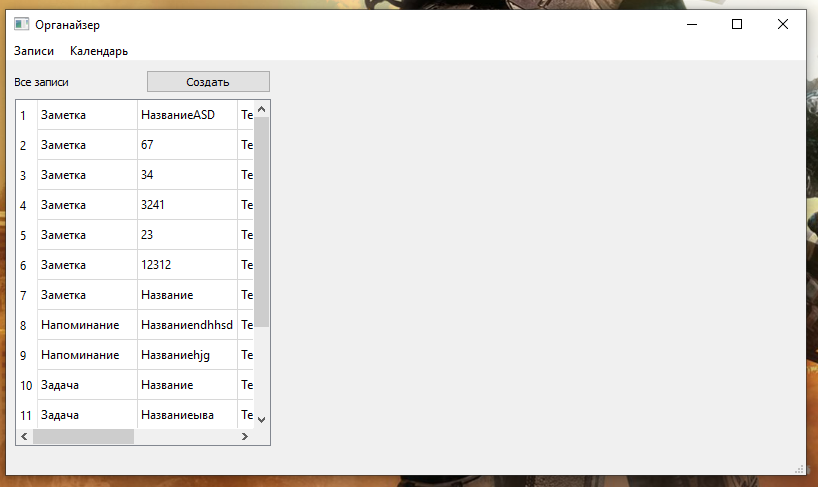 Органайзер
Записи Календарь
Все записи Создать
1 Заметка НазваниеASD Те
2 Заметка 67 Те
3 Заметка 34 Те
4 Заметка 3241 Те
5 Заметка 23 Те
6 Заметка 12312 Те
7 Заметка Название Те
8 Напоминание Названиеndhhsd Те
9 Напоминание Названиеhjg Те
10 Задача Название Те
11 Задача Названиеыва Те